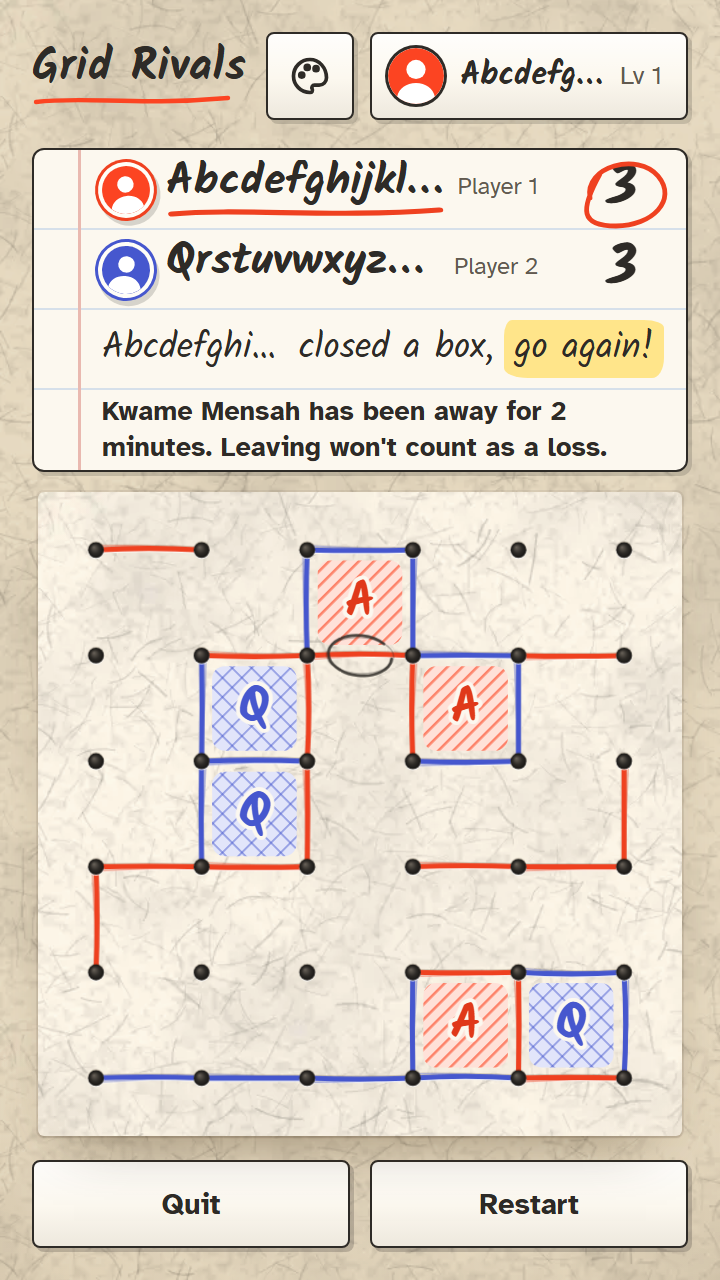 Grid Rivals
Abcdefg... Lv 1
Abcdefghijkl... Player 1 3
Qrstuvwxyz... Player 2 3
Abcdefghi... closed a box, go again!
Kwame Mensah has been away for 2
minutes. Leaving won't count as a loss.
A
Q A
Q
A Q
Quit Restart